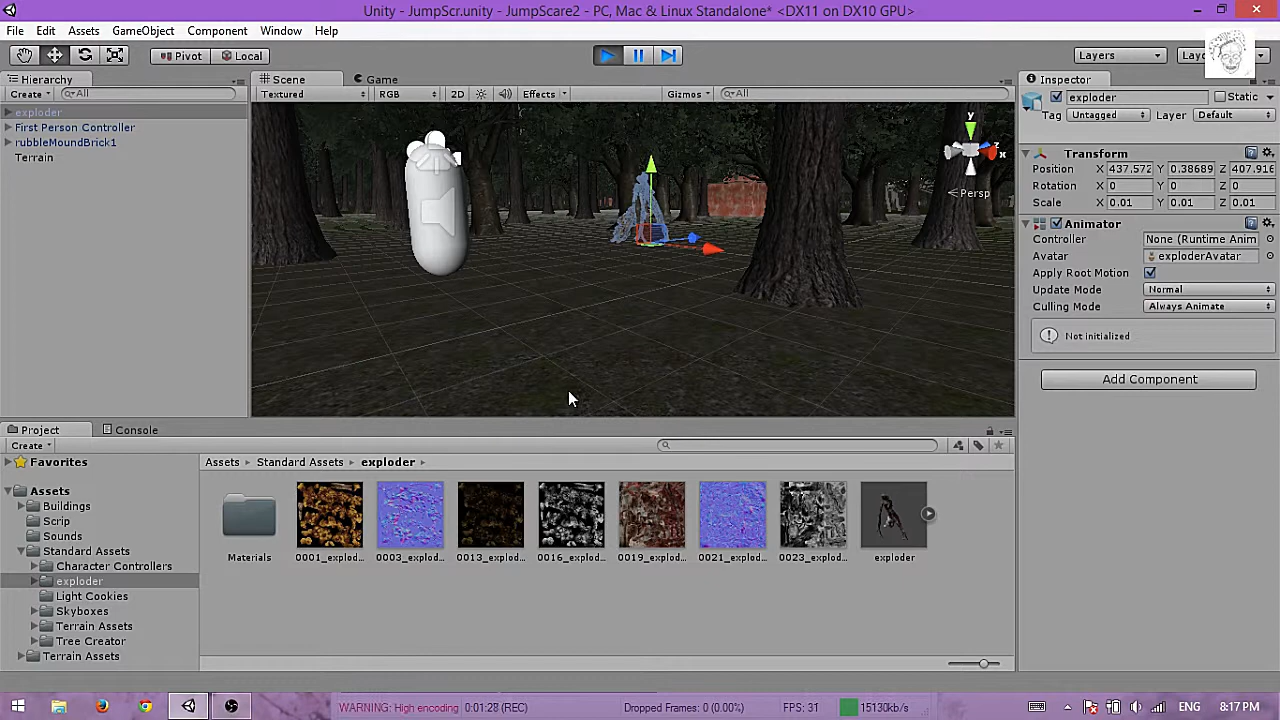 Unity - JumpScr.unity - JumpScare2 - PC, Mac & Linux Standalone* <DX11 on DX10 GPU>
File Edit Assets GameObject Component Window Help
Pivot Local Layers
Hierarchy Scene Game Inspector
Create All Textured RGB 2D Effects Gizmos All
exploder
First Person Controller
rubbleMoundBrick1
Terrain
y
z
x
Persp
exploder Static
Tag Untagged Layer Default
Transform
Position X 437.572 Y 0.38689 Z 407.916
Rotation X 0 Y 0 Z 0
Scale X 0.01 Y 0.01 Z 0.01
Animator
Controller None (Runtime Anim
Avatar exploderAvatar
Apply Root Motion
Update Mode Normal
Culling Mode Always Animate
Not initialized
Add Component
Project Console
Create
Favorites
Assets
Buildings
Scrip
Sounds
Standard Assets
Character Controllers
exploder
Light Cookies
Skyboxes
Terrain Assets
Tree Creator
Terrain Assets
Assets Standard Assets exploder
Materials 0001_explod... 0003_explod... 0013_explod... 0016_explod... 0019_explod... 0021_explod... 0023_explod... exploder
WARNING: High encoding 0:01:28 (REC) Dropped Frames: 0 (0.00%) FPS: 31 15130kb/s
ENG 8:17 PM